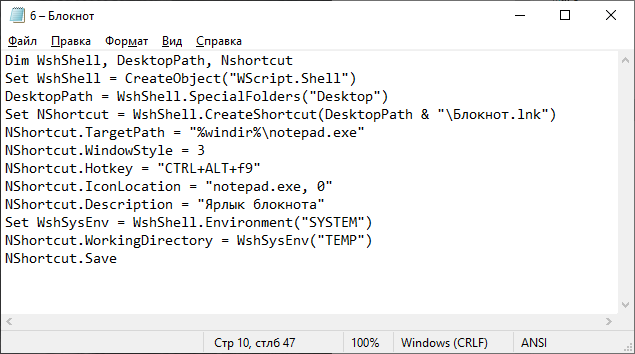 6 – Блокнот
Файл Правка Формат Вид Справка
Dim WshShell, DesktopPath, Nshortcut
Set WshShell = CreateObject("WScript.Shell")
DesktopPath = WshShell.SpecialFolders("Desktop")
Set NShortcut = WshShell.CreateShortcut(DesktopPath & "\Блокнот.lnk")
NShortcut.TargetPath = "%windir%\notepad.exe"
NShortcut.WindowStyle = 3
NShortcut.Hotkey = "CTRL+ALT+f9"
NShortcut.IconLocation = "notepad.exe, 0"
NShortcut.Description = "Ярлык блокнота"
Set WshSysEnv = WshShell.Environment("SYSTEM")
NShortcut.WorkingDirectory = WshSysEnv("TEMP")
NShortcut.Save
Стр 10, стлб 47 100% Windows (CRLF) ANSI